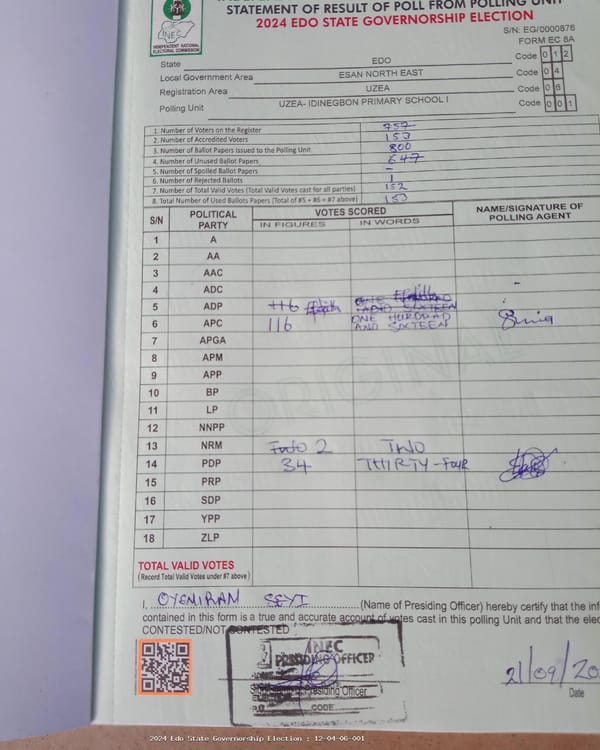 STATEMENT OF RESULT OF POLL FROM POLLING UNIT
2024 EDO STATE GOVERNORSHIP ELECTION
INEC
INDEPENDENT NATIONAL ELECTORAL COMMISSION
S/N: EG/0000876
FORM EC 8A
State EDO Code 0 1 2
Local Government Area ESAN NORTH EAST Code 0 4
Registration Area UZEA Code 0 6
Polling Unit UZEA- IDINEGBON PRIMARY SCHOOL I Code 0 0 1
1. Number of Voters on the Register 757
2. Number of Accredited Voters 153
3. Number of Ballot Papers Issued to the Polling Unit 800
4. Number of Unused Ballot Papers 647
5. Number of Spoiled Ballot Papers -
6. Number of Rejected Ballots 1
7. Number of Total Valid Votes (Total Valid Votes cast for all parties) 152
8. Total Number of Used Ballots Papers (Total of #5 + #6 + #7 above) 153
S/N POLITICAL PARTY VOTES SCORED NAME/SIGNATURE OF POLLING AGENT
IN FIGURES IN WORDS
1 A
2 AA
3 AAC
4 ADC -
5 ADP 116 AND SIXTEEN
6 APC 116 ONE HUNDRED AND SIXTEEN
7 APGA
8 APM
9 APP
10 BP
11 LP
12 NNPP
13 NRM 2 TWO
14 PDP 34 THIRTY-FOUR
15 PRP
16 SDP
17 YPP
18 ZLP
TOTAL VALID VOTES
(Record Total Valid Votes under #7 above)
I, OYENIRAN SEYI (Name of Presiding Officer) hereby certify that the inf
contained in this form is a true and accurate account of votes cast in this polling Unit and that the elec
CONTESTED/NOT CONTESTED
INEC
PRESIDING OFFICER
Presiding Officer
CODE
21/09/20
Date
2024 Edo State Governorship Election : 12-04-06-001